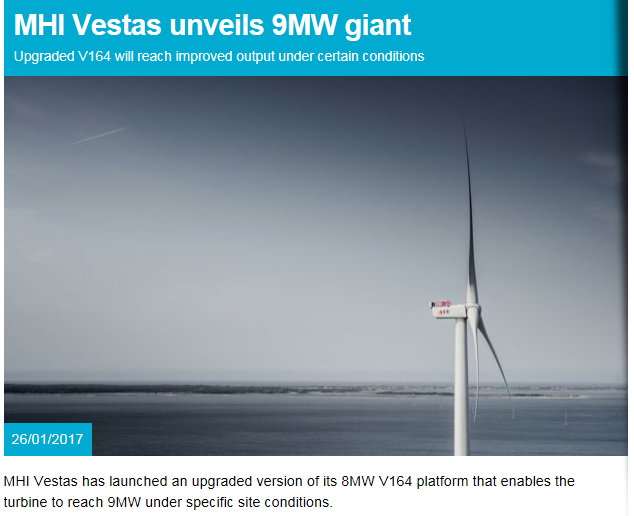 MHI Vestas unveils 9MW giant
Upgraded V164 will reach improved output under certain conditions
26/01/2017
MHI Vestas has launched an upgraded version of its 8MW V164 platform that enables the
turbine to reach 9MW under specific site conditions.